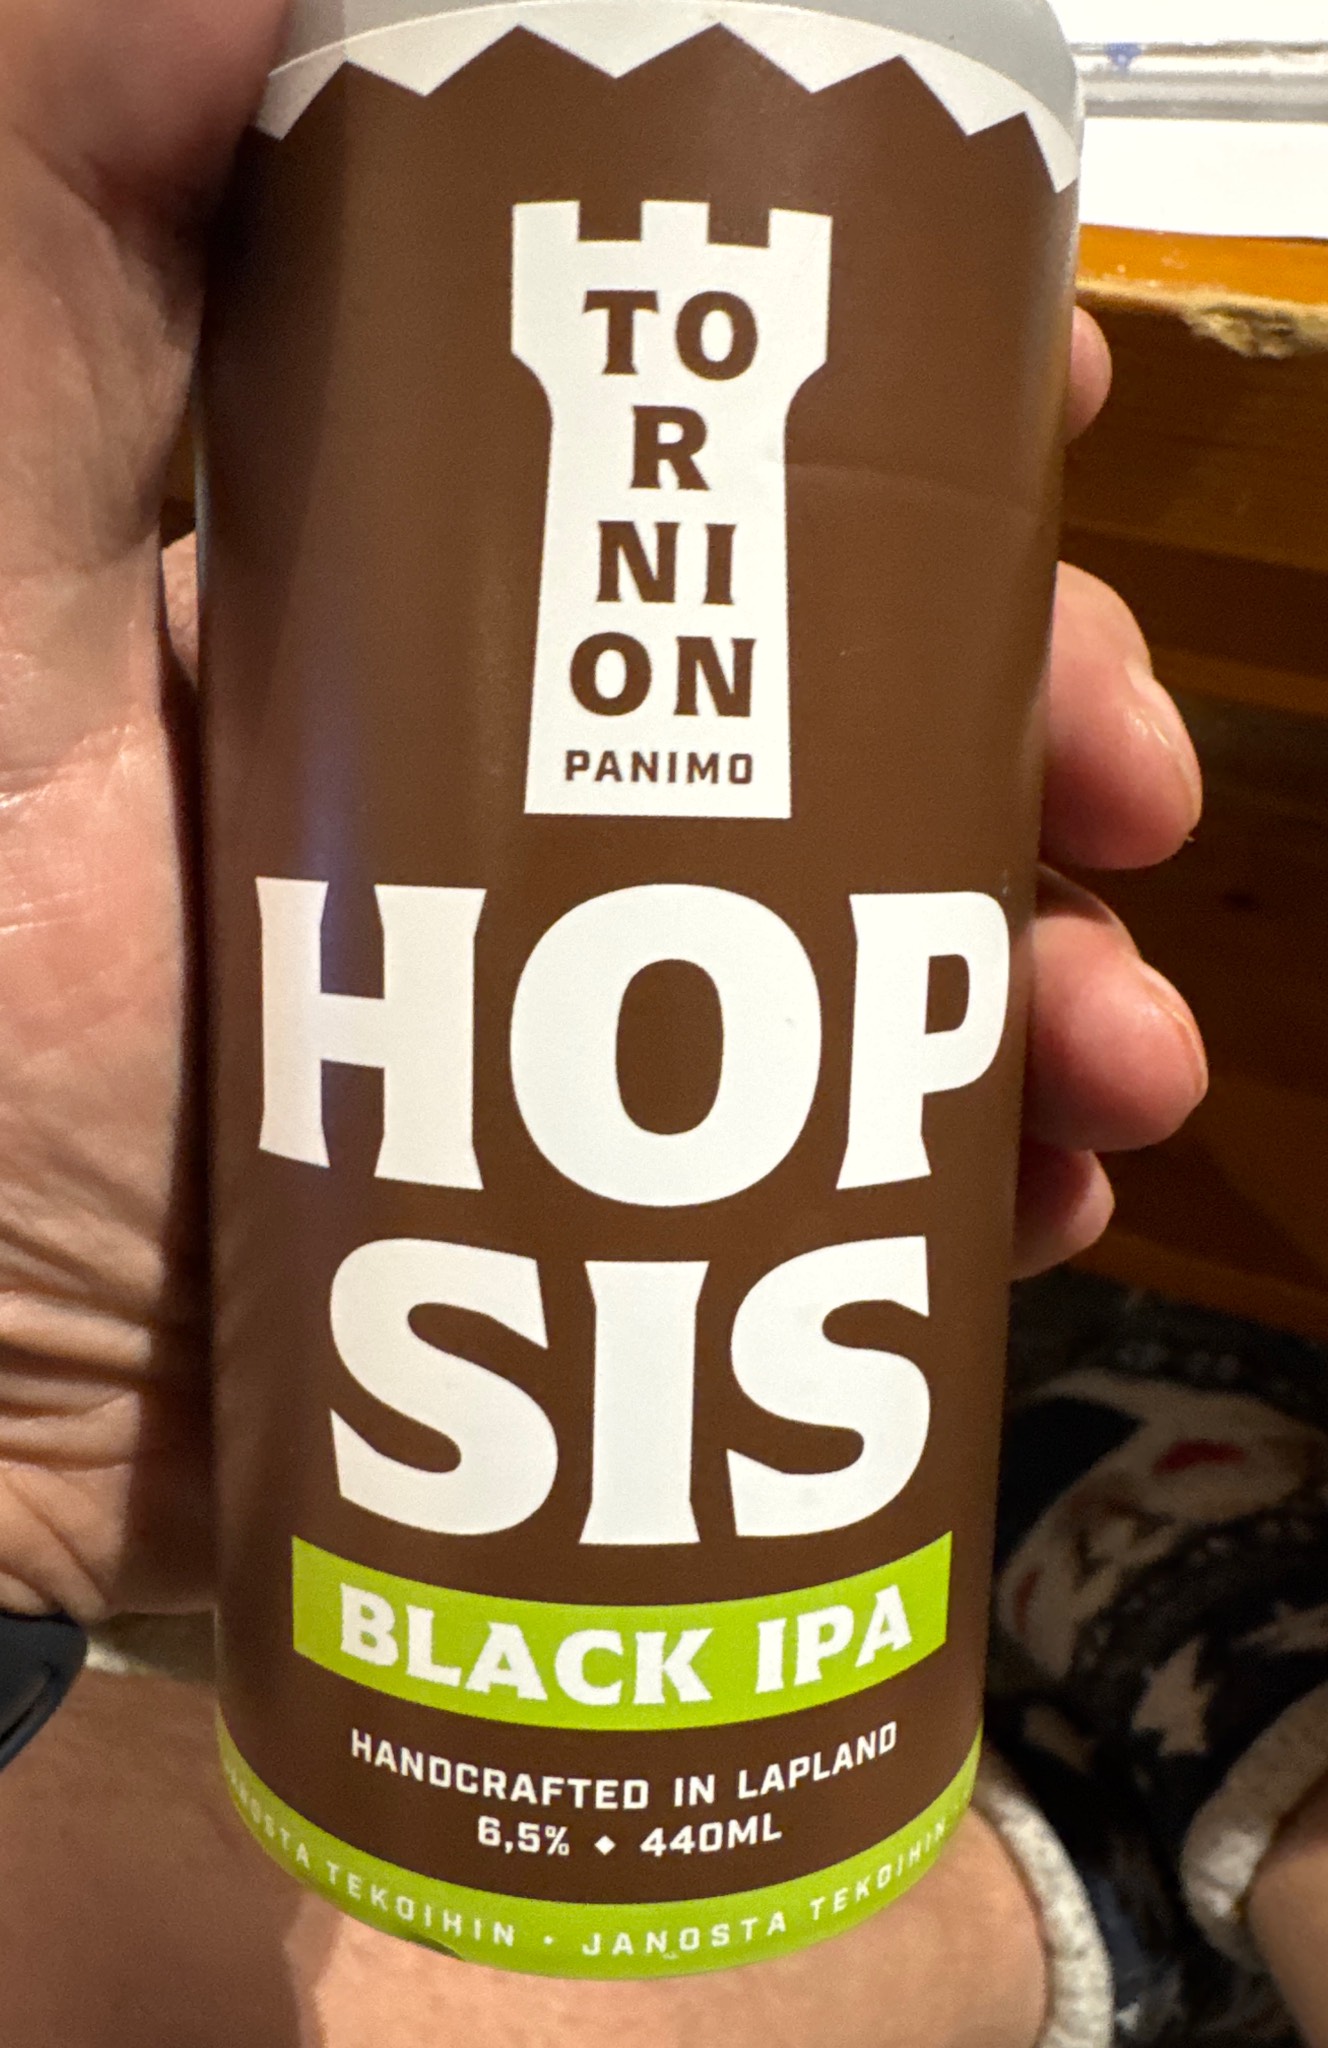 TO
R
NI
ON
PANIMO
HOP
SIS
BLACK IPA
HANDCRAFTED IN LAPLAND
6,5% ◆ 440ML
TEKOIHIN • JANOSTA TEKOIHIN